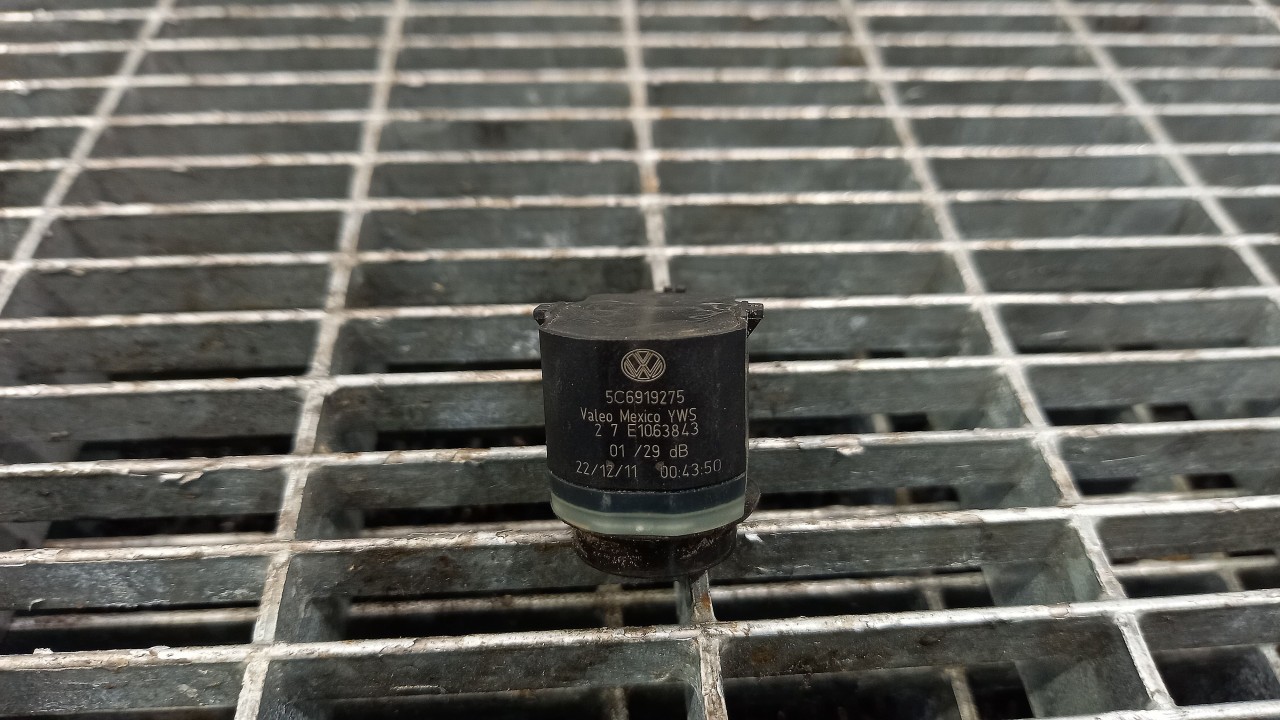 5C6919275
Valeo Mexico YWS
2 7 E1063843
01 /29 dB
22/12/11 00:43:50